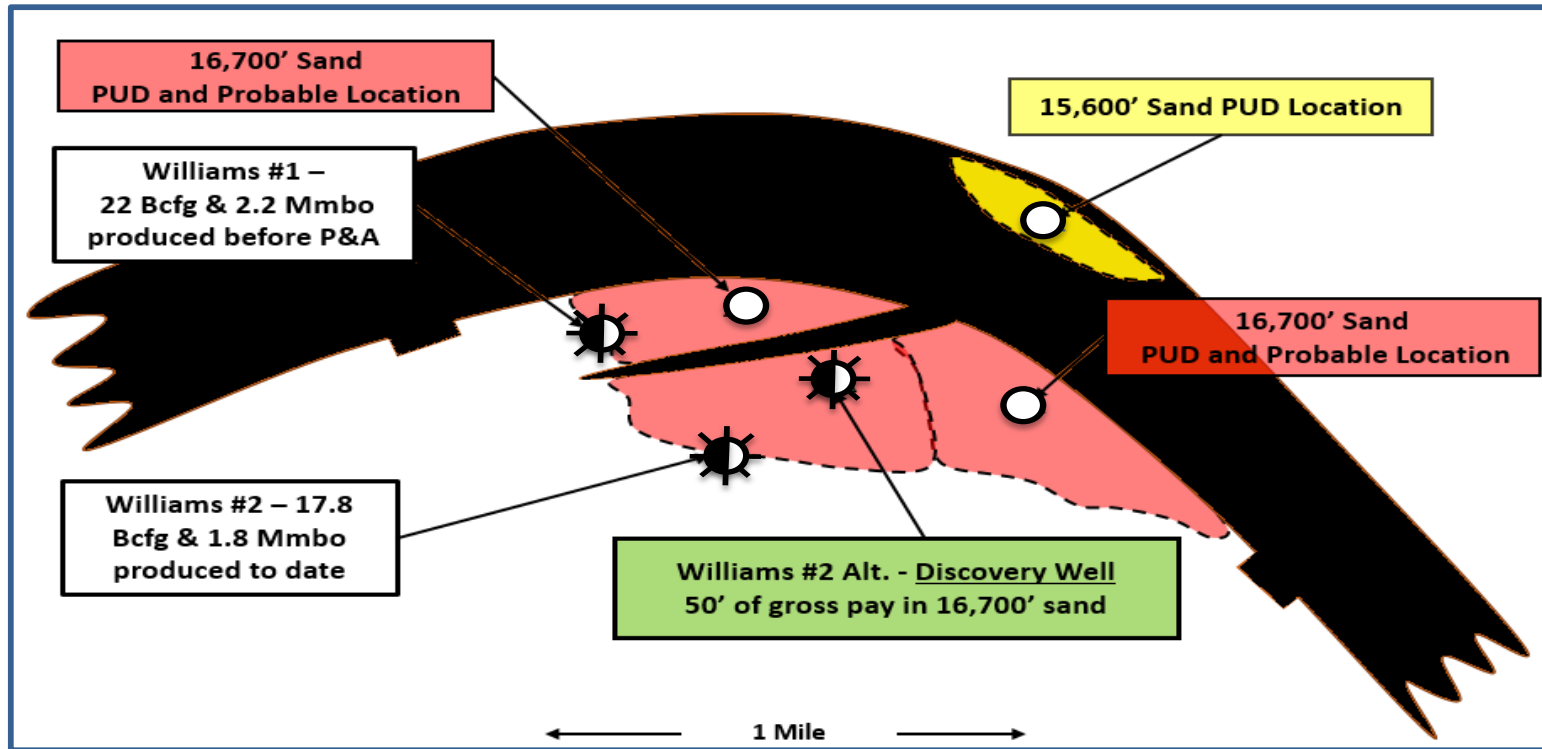 16,700’ Sand
PUD and Probable Location
15,600’ Sand PUD Location
Williams #1 –
22 Bcfg & 2.2 Mmbo
produced before P&A
16,700’ Sand
PUD and Probable Location
Williams #2 – 17.8
Bcfg & 1.8 Mmbo
produced to date
Williams #2 Alt. - Discovery Well
50’ of gross pay in 16,700’ sand
1 Mile